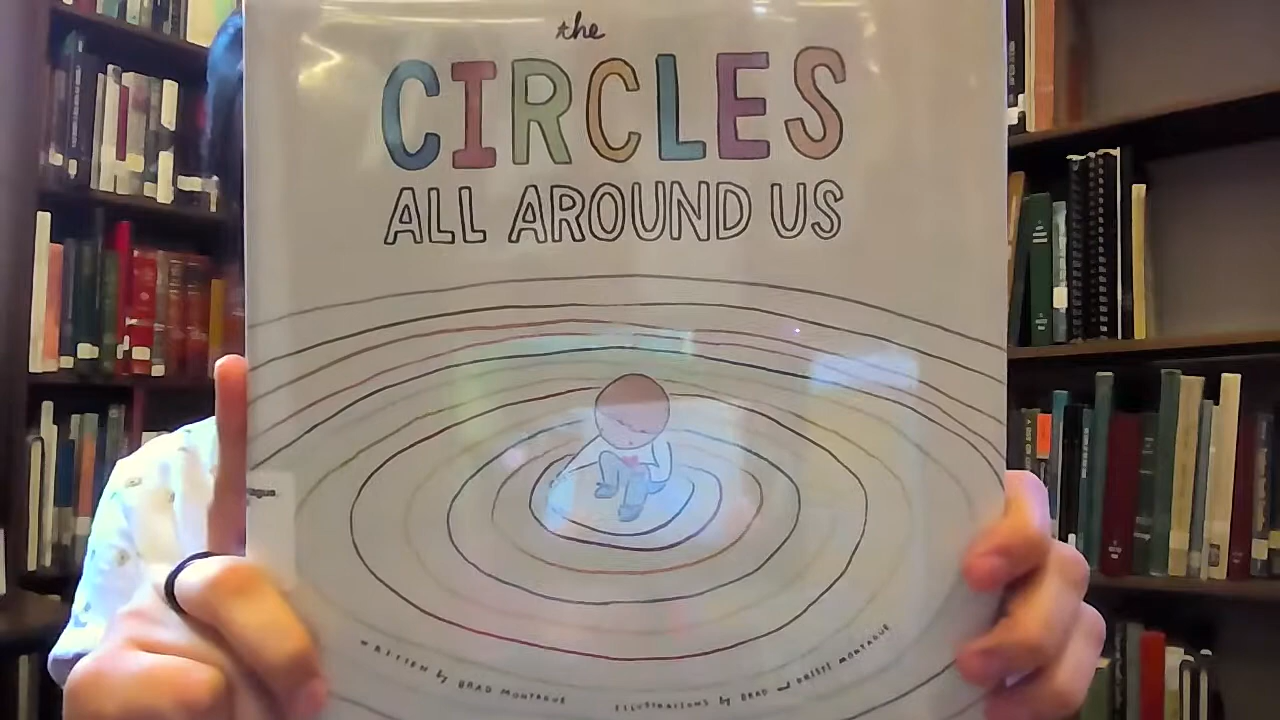 the
CIRCLES
ALL AROUND US
WRITTEN by BRAD MONTAGUE
ILLUSTRATIONS by BRAD and KRISTI MONTAGUE